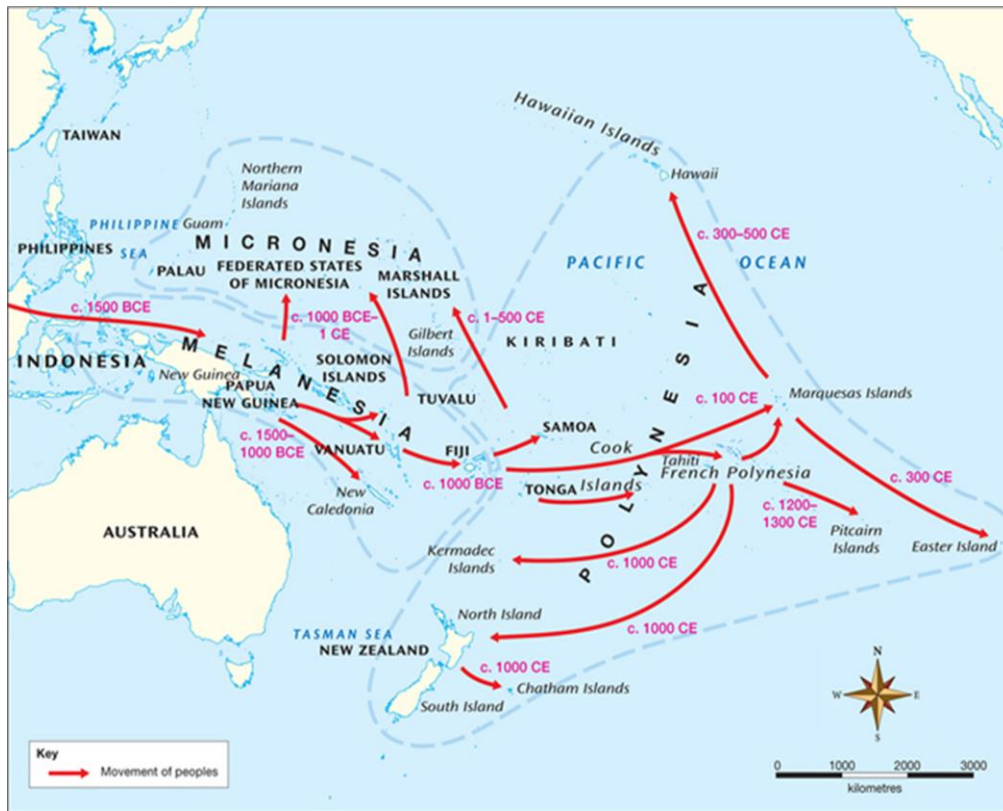 Hawaiian Islands
TAIWAN
Hawaii
Northern
Mariana
Islands
PHILIPPINE
SEA
Guam
PHILIPPINES
MICRONESIA
PALAU
FEDERATED STATES
OF MICRONESIA
MARSHALL
ISLANDS
PACIFIC OCEAN
c. 300–500 CE
c. 1500 BCE
c. 1000 BCE–
1 CE
c. 1–500 CE
Gilbert
Islands
KIRIBATI
INDONESIA
MELANESIA
New Guinea
PAPUA
NEW GUINEA
SOLOMON
ISLANDS
TUVALU
POLYNESIA
Marquesas Islands
c. 100 CE
c. 1500–
1000 BCE
VANUATU
FIJI
SAMOA
c. 1000 BCE
Cook
Islands
Tahiti
French Polynesia
TONGA
New
Caledonia
c. 300 CE
c. 1200–
1300 CE
Pitcairn
Islands
Easter Island
AUSTRALIA
Kermadec
Islands
c. 1000 CE
North Island
c. 1000 CE
TASMAN SEA
NEW ZEALAND
c. 1000 CE
Chatham Islands
South Island
N
W E
S
Key
Movement of peoples
0 1000 2000 3000
kilometres